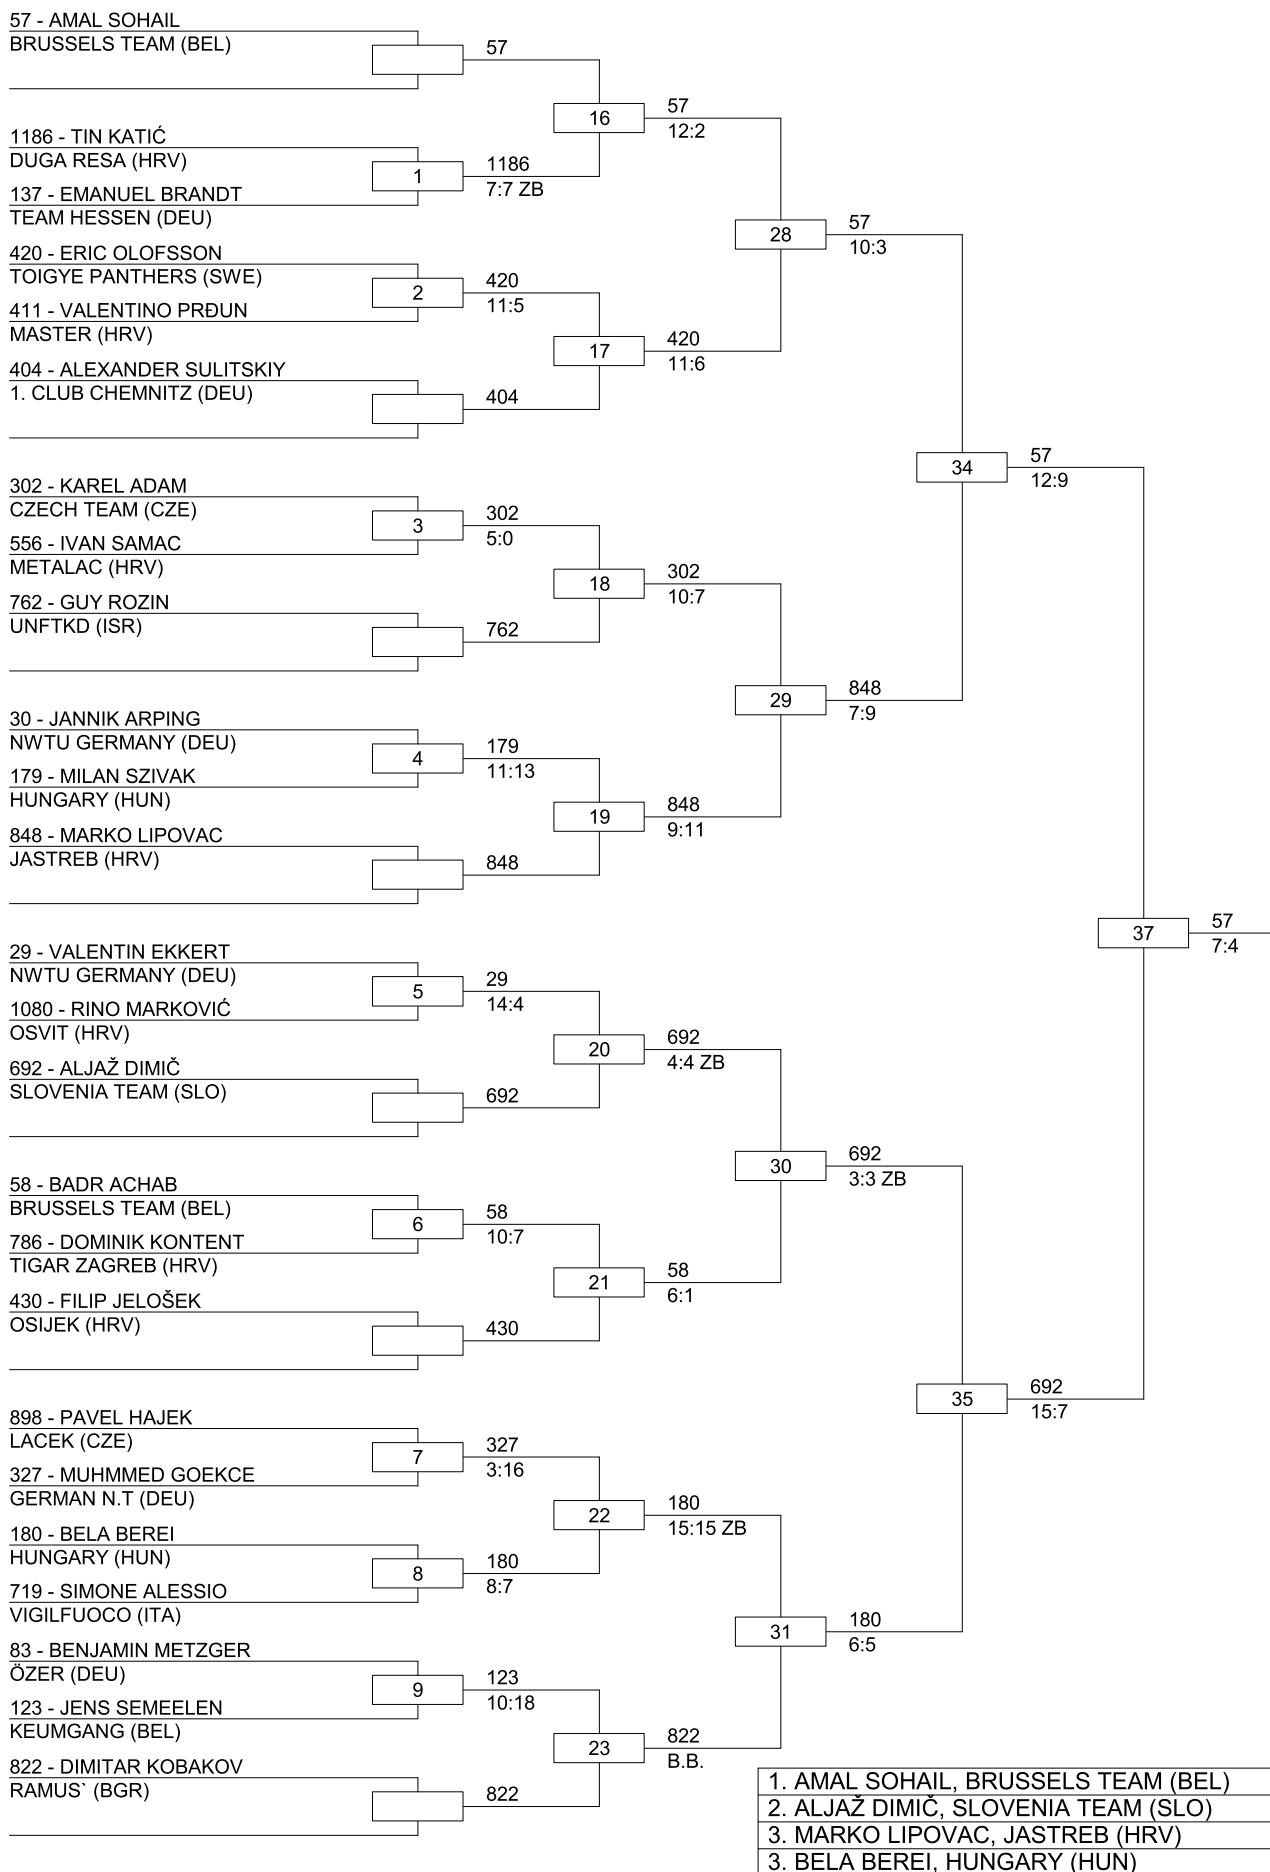 57 - AMAL SOHAIL
BRUSSELS TEAM (BEL)
57
16
57
12:2
1186 - TIN KATIĆ
DUGA RESA (HRV)
1
1186
7:7 ZB
137 - EMANUEL BRANDT
TEAM HESSEN (DEU)
28
57
10:3
420 - ERIC OLOFSSON
TOIGYE PANTHERS (SWE)
2
420
11:5
411 - VALENTINO PRĐUN
MASTER (HRV)
17
420
11:6
404 - ALEXANDER SULITSKIY
1. CLUB CHEMNITZ (DEU)
404
34
57
12:9
302 - KAREL ADAM
CZECH TEAM (CZE)
3
302
5:0
556 - IVAN SAMAC
METALAC (HRV)
18
302
10:7
762 - GUY ROZIN
UNFTKD (ISR)
762
29
848
7:9
30 - JANNIK ARPING
NWTU GERMANY (DEU)
4
179
11:13
179 - MILAN SZIVAK
HUNGARY (HUN)
19
848
9:11
848 - MARKO LIPOVAC
JASTREB (HRV)
848
37
57
7:4
29 - VALENTIN EKKERT
NWTU GERMANY (DEU)
5
29
14:4
1080 - RINO MARKOVIĆ
OSVIT (HRV)
20
692
4:4 ZB
692 - ALJAŽ DIMIČ
SLOVENIA TEAM (SLO)
692
30
692
3:3 ZB
58 - BADR ACHAB
BRUSSELS TEAM (BEL)
6
58
10:7
786 - DOMINIK KONTENT
TIGAR ZAGREB (HRV)
21
58
6:1
430 - FILIP JELOŠEK
OSIJEK (HRV)
430
35
692
15:7
898 - PAVEL HAJEK
LACEK (CZE)
7
327
3:16
327 - MUHMMED GOEKCE
GERMAN N.T (DEU)
22
180
15:15 ZB
180 - BELA BEREI
HUNGARY (HUN)
8
180
8:7
719 - SIMONE ALESSIO
VIGILFUOCO (ITA)
31
180
6:5
83 - BENJAMIN METZGER
ÖZER (DEU)
9
123
10:18
123 - JENS SEMEELEN
KEUMGANG (BEL)
23
822
B.B.
822 - DIMITAR KOBAKOV
RAMUS` (BGR)
822
1. AMAL SOHAIL, BRUSSELS TEAM (BEL)
2. ALJAŽ DIMIČ, SLOVENIA TEAM (SLO)
3. MARKO LIPOVAC, JASTREB (HRV)
3. BELA BEREI, HUNGARY (HUN)